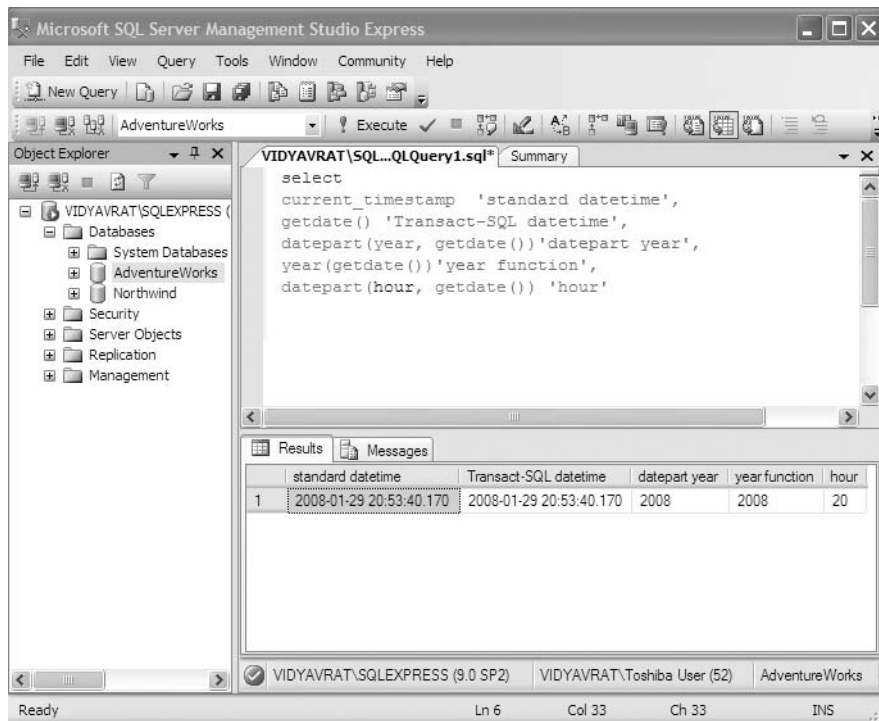 Microsoft SQL Server Management Studio Express
File Edit View Query Tools Window Community Help
New Query
AdventureWorks Execute
Object Explorer
VIDYAVRAT\SQL...QLQuery1.sql* Summary
VIDYAVRAT\SQLEXPRESS (
Databases
System Databases
AdventureWorks
Northwind
Security
Server Objects
Replication
Management
select
current_timestamp 'standard datetime',
getdate() 'Transact-SQL datetime',
datepart(year, getdate())'datepart year',
year(getdate())'year function',
datepart(hour, getdate()) 'hour'
Results Messages
standard datetime Transact-SQL datetime datepart year year function hour
1 2008-01-29 20:53:40.170 2008-01-29 20:53:40.170 2008 2008 20
VIDYAVRAT\SQLEXPRESS (9.0 SP2) VIDYAVRAT\Toshiba User (52) AdventureWorks
Ready Ln 6 Col 33 Ch 33 INS